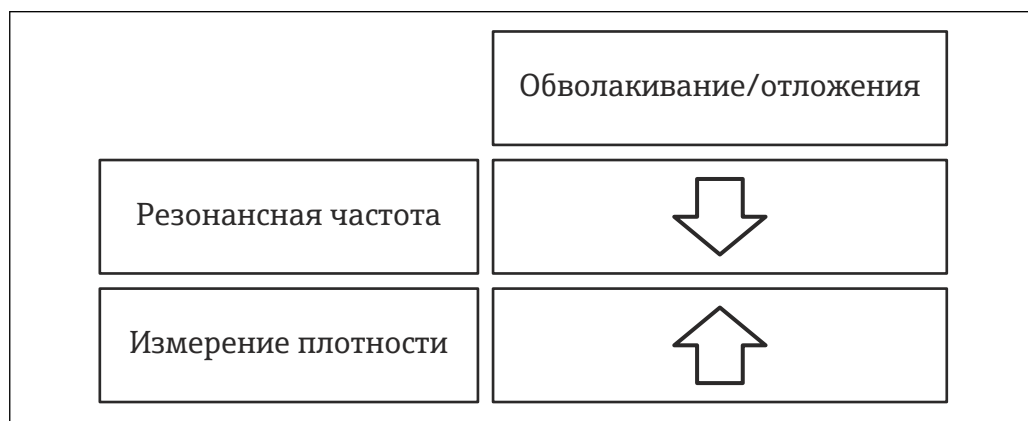 Обволакивание/отложения
Резонансная частота
Измерение плотности